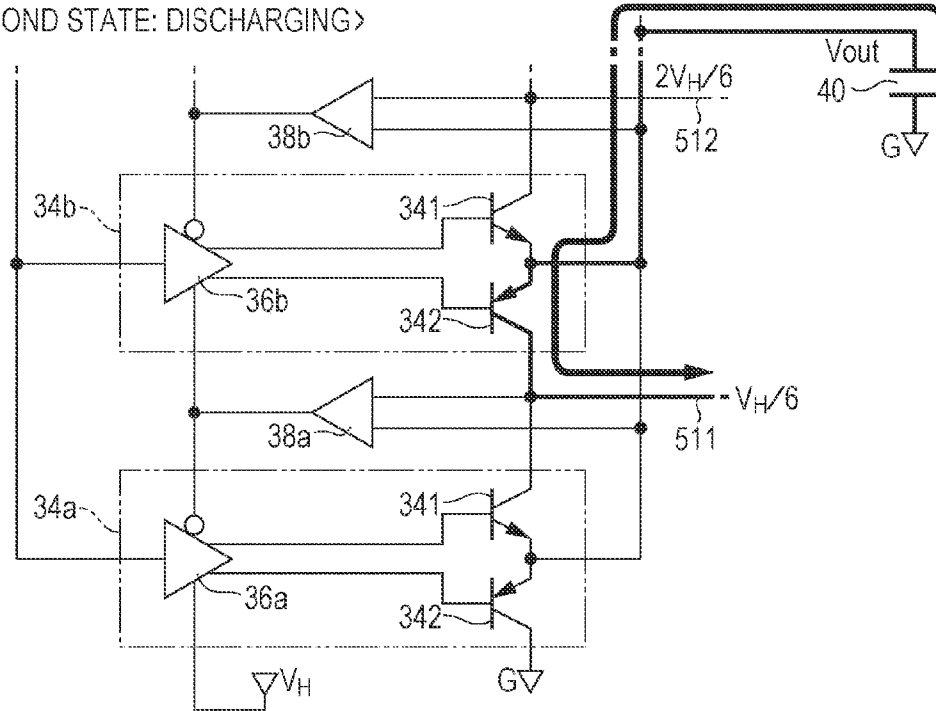 OND STATE: DISCHARGING>
Vout
2VH/6
40
38b
512
G
34b
341
36b
342
VH/6
38a
511
34a
341
36a
342
VH
G